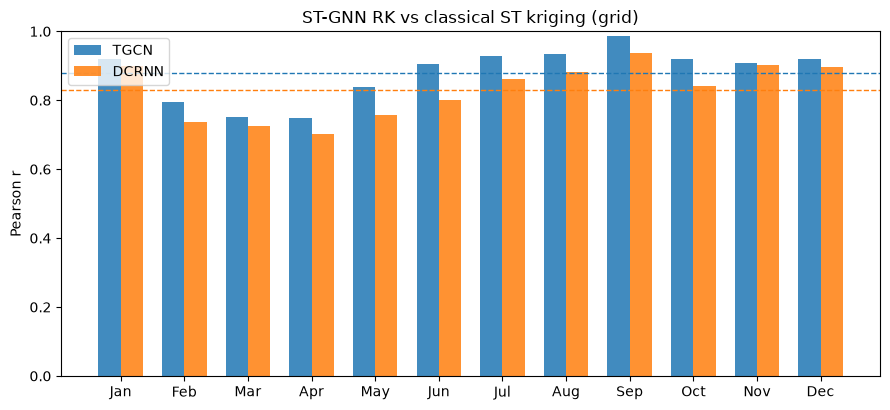 ST-GNN RK vs classical ST kriging (grid)
TGCN
DCRNN
Pearson r
1.0
0.8
0.6
0.4
0.2
0.0
Jan Feb Mar Apr May Jun Jul Aug Sep Oct Nov Dec